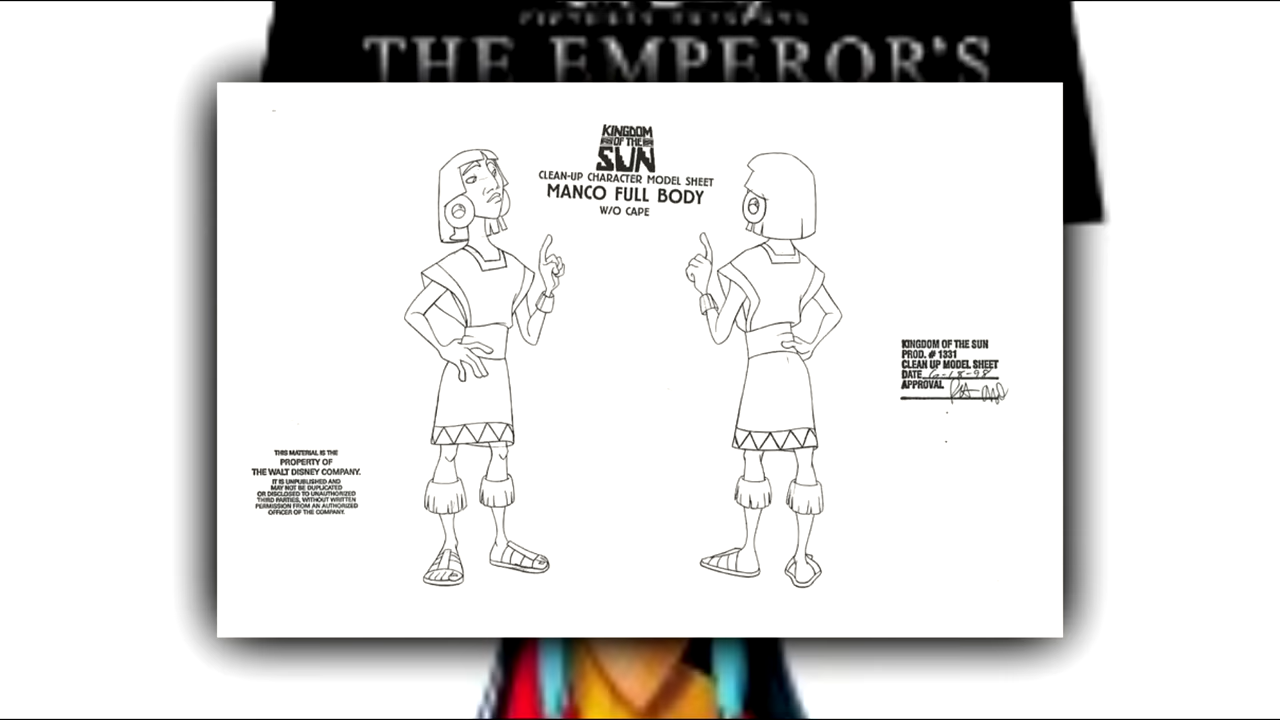 THE EMPEROR'S
KINGDOM
OF THE
SUN
CLEAN-UP CHARACTER MODEL SHEET
MANCO FULL BODY
W/O CAPE
KINGDOM OF THE SUN
PROD. # 1331
CLEAN UP MODEL SHEET
DATE 6-18-98
APPROVAL
THIS MATERIAL IS THE
PROPERTY OF
THE WALT DISNEY COMPANY.
IT IS UNPUBLISHED AND
MAY NOT BE DUPLICATED
OR DISCLOSED TO UNAUTHORIZED
THIRD PARTIES, WITHOUT WRITTEN
PERMISSION FROM AN AUTHORIZED
OFFICER OF THE COMPANY.